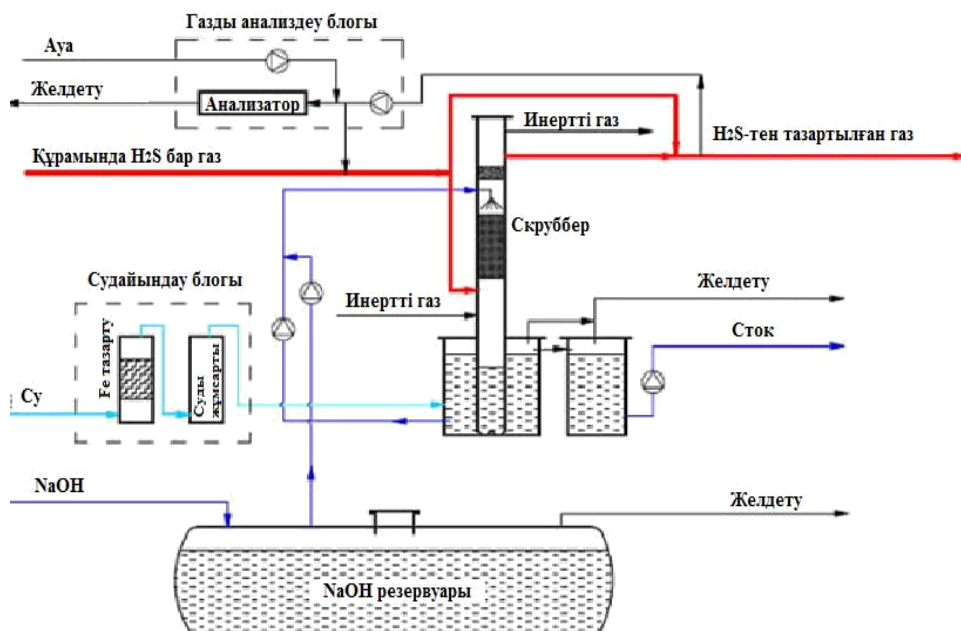 Газды анализдеу блогы
Ауа
Желдету
Анализатор
Инертті газ
H2S-тен тазартылған газ
Құрамында H2S бар газ
Скруббер
Судайындау блогы
Инертті газ
Желдету
Сток
Fe тазарту
Суды
жұмсарты
Су
NaOH
Желдету
NaOH резервуары